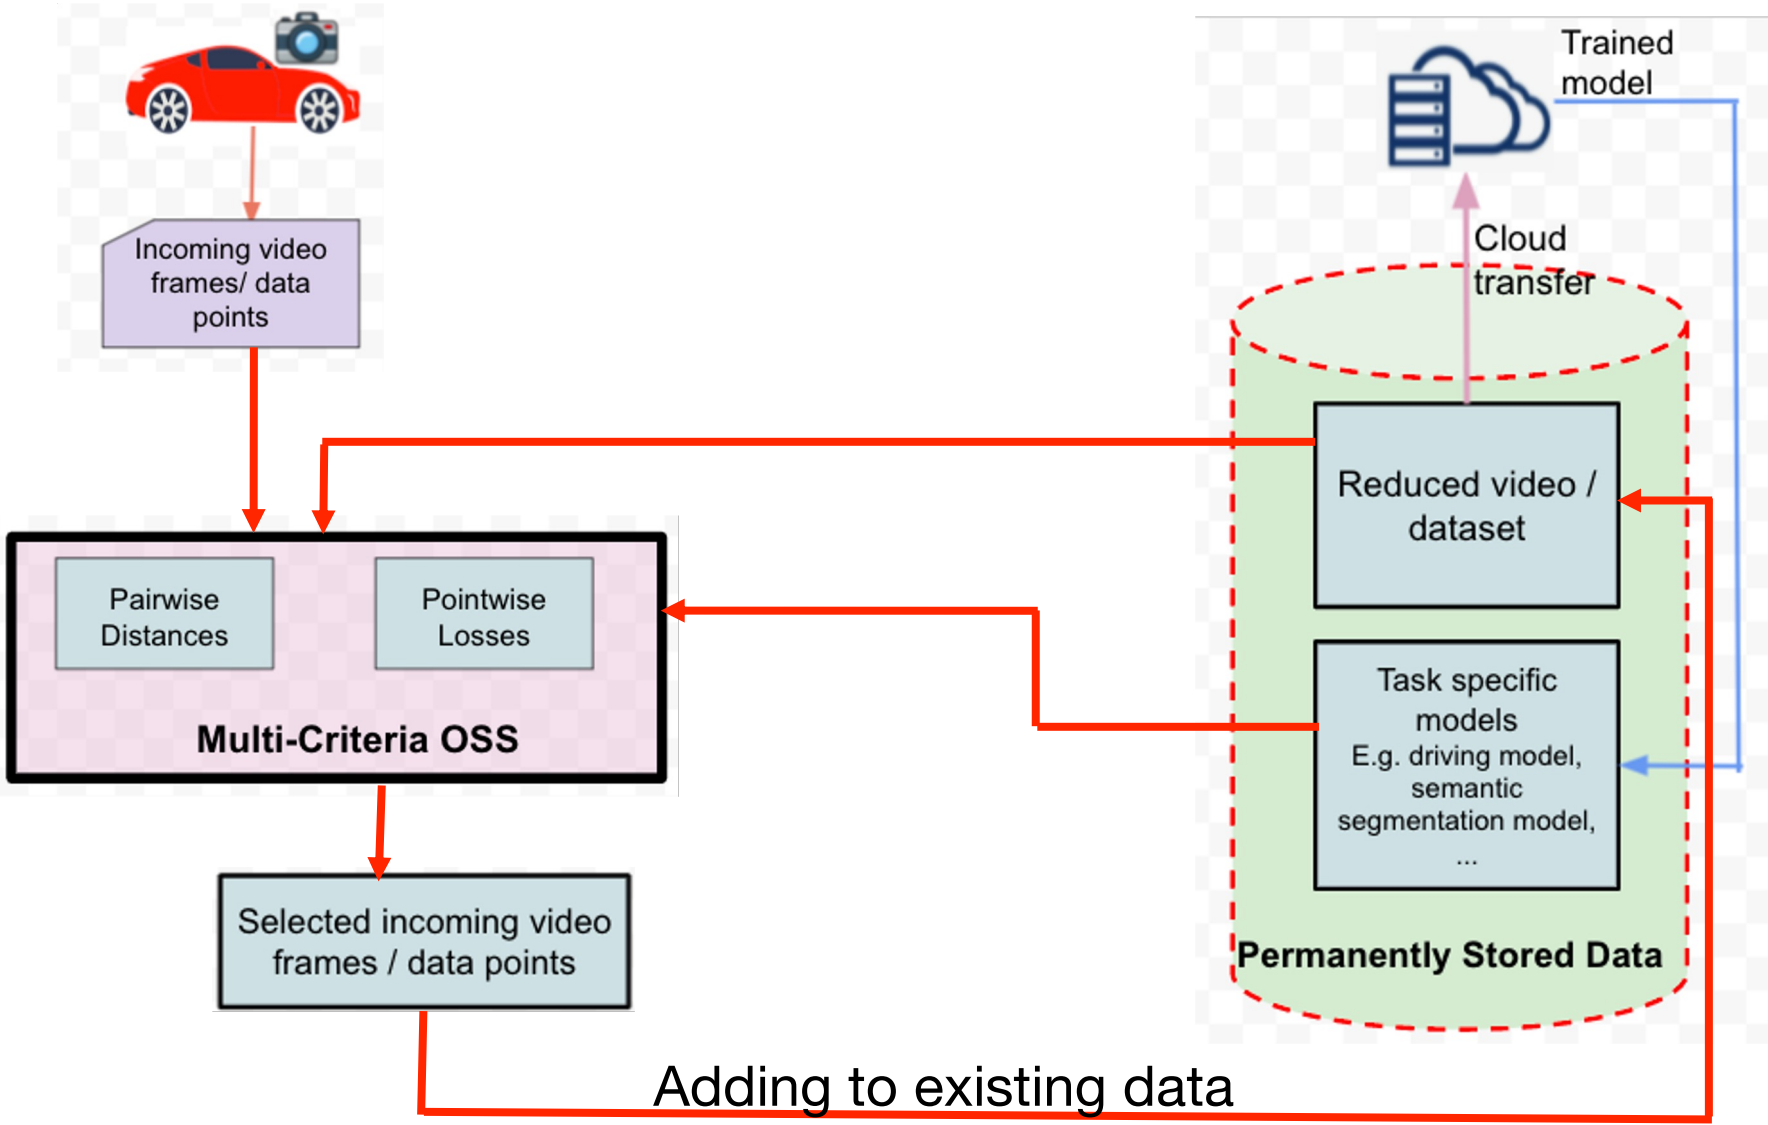 Incoming video
frames/ data
points
Pairwise
Distances
Pointwise
Losses
Multi-Criteria OSS
Selected incoming video
frames / data points
Adding to existing data
Trained
model
Cloud
transfer
Reduced video /
dataset
Task specific
models
E.g. driving model,
semantic
segmentation model,
...
Permanently Stored Data